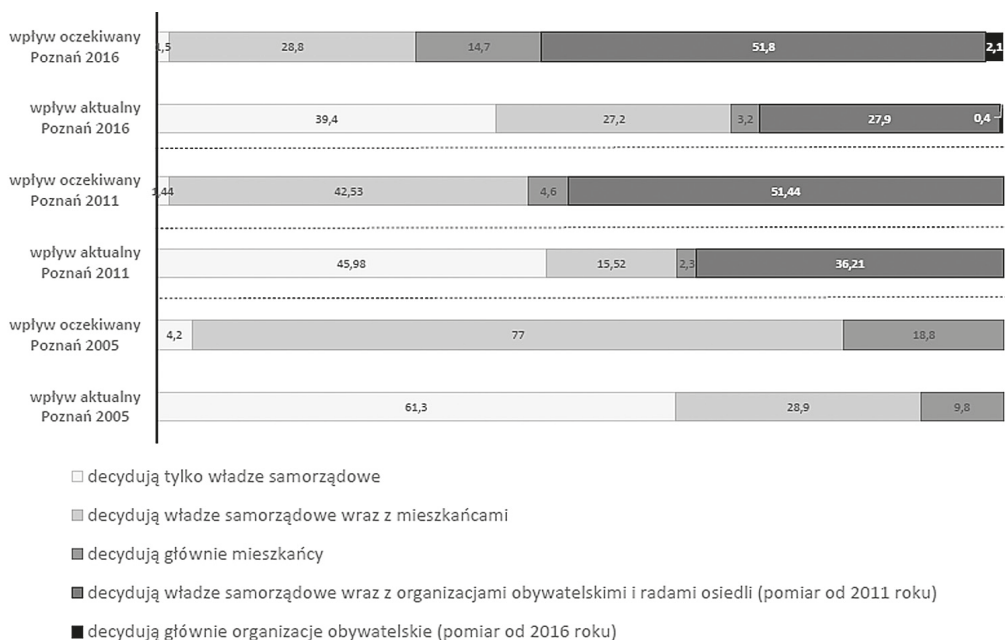 wpływ oczekiwany
Poznań 2016
1,5 28,8 14,7 51,8 2,1
wpływ aktualny
Poznań 2016
39,4 27,2 3,2 27,9 0,4
wpływ oczekiwany
Poznań 2011
1,44 42,53 4,6 51,44
wpływ aktualny
Poznań 2011
45,98 15,52 2,3 36,21
wpływ oczekiwany
Poznań 2005
4,2 77 18,8
wpływ aktualny
Poznań 2005
61,3 28,9 9,8
decydują tylko władze samorządowe
decydują władze samorządowe wraz z mieszkańcami
decydują głównie mieszkańcy
decydują władze samorządowe wraz z organizacjami obywatelskimi i radami osiedli (pomiar od 2011 roku)
decydują głównie organizacje obywatelskie (pomiar od 2016 roku)